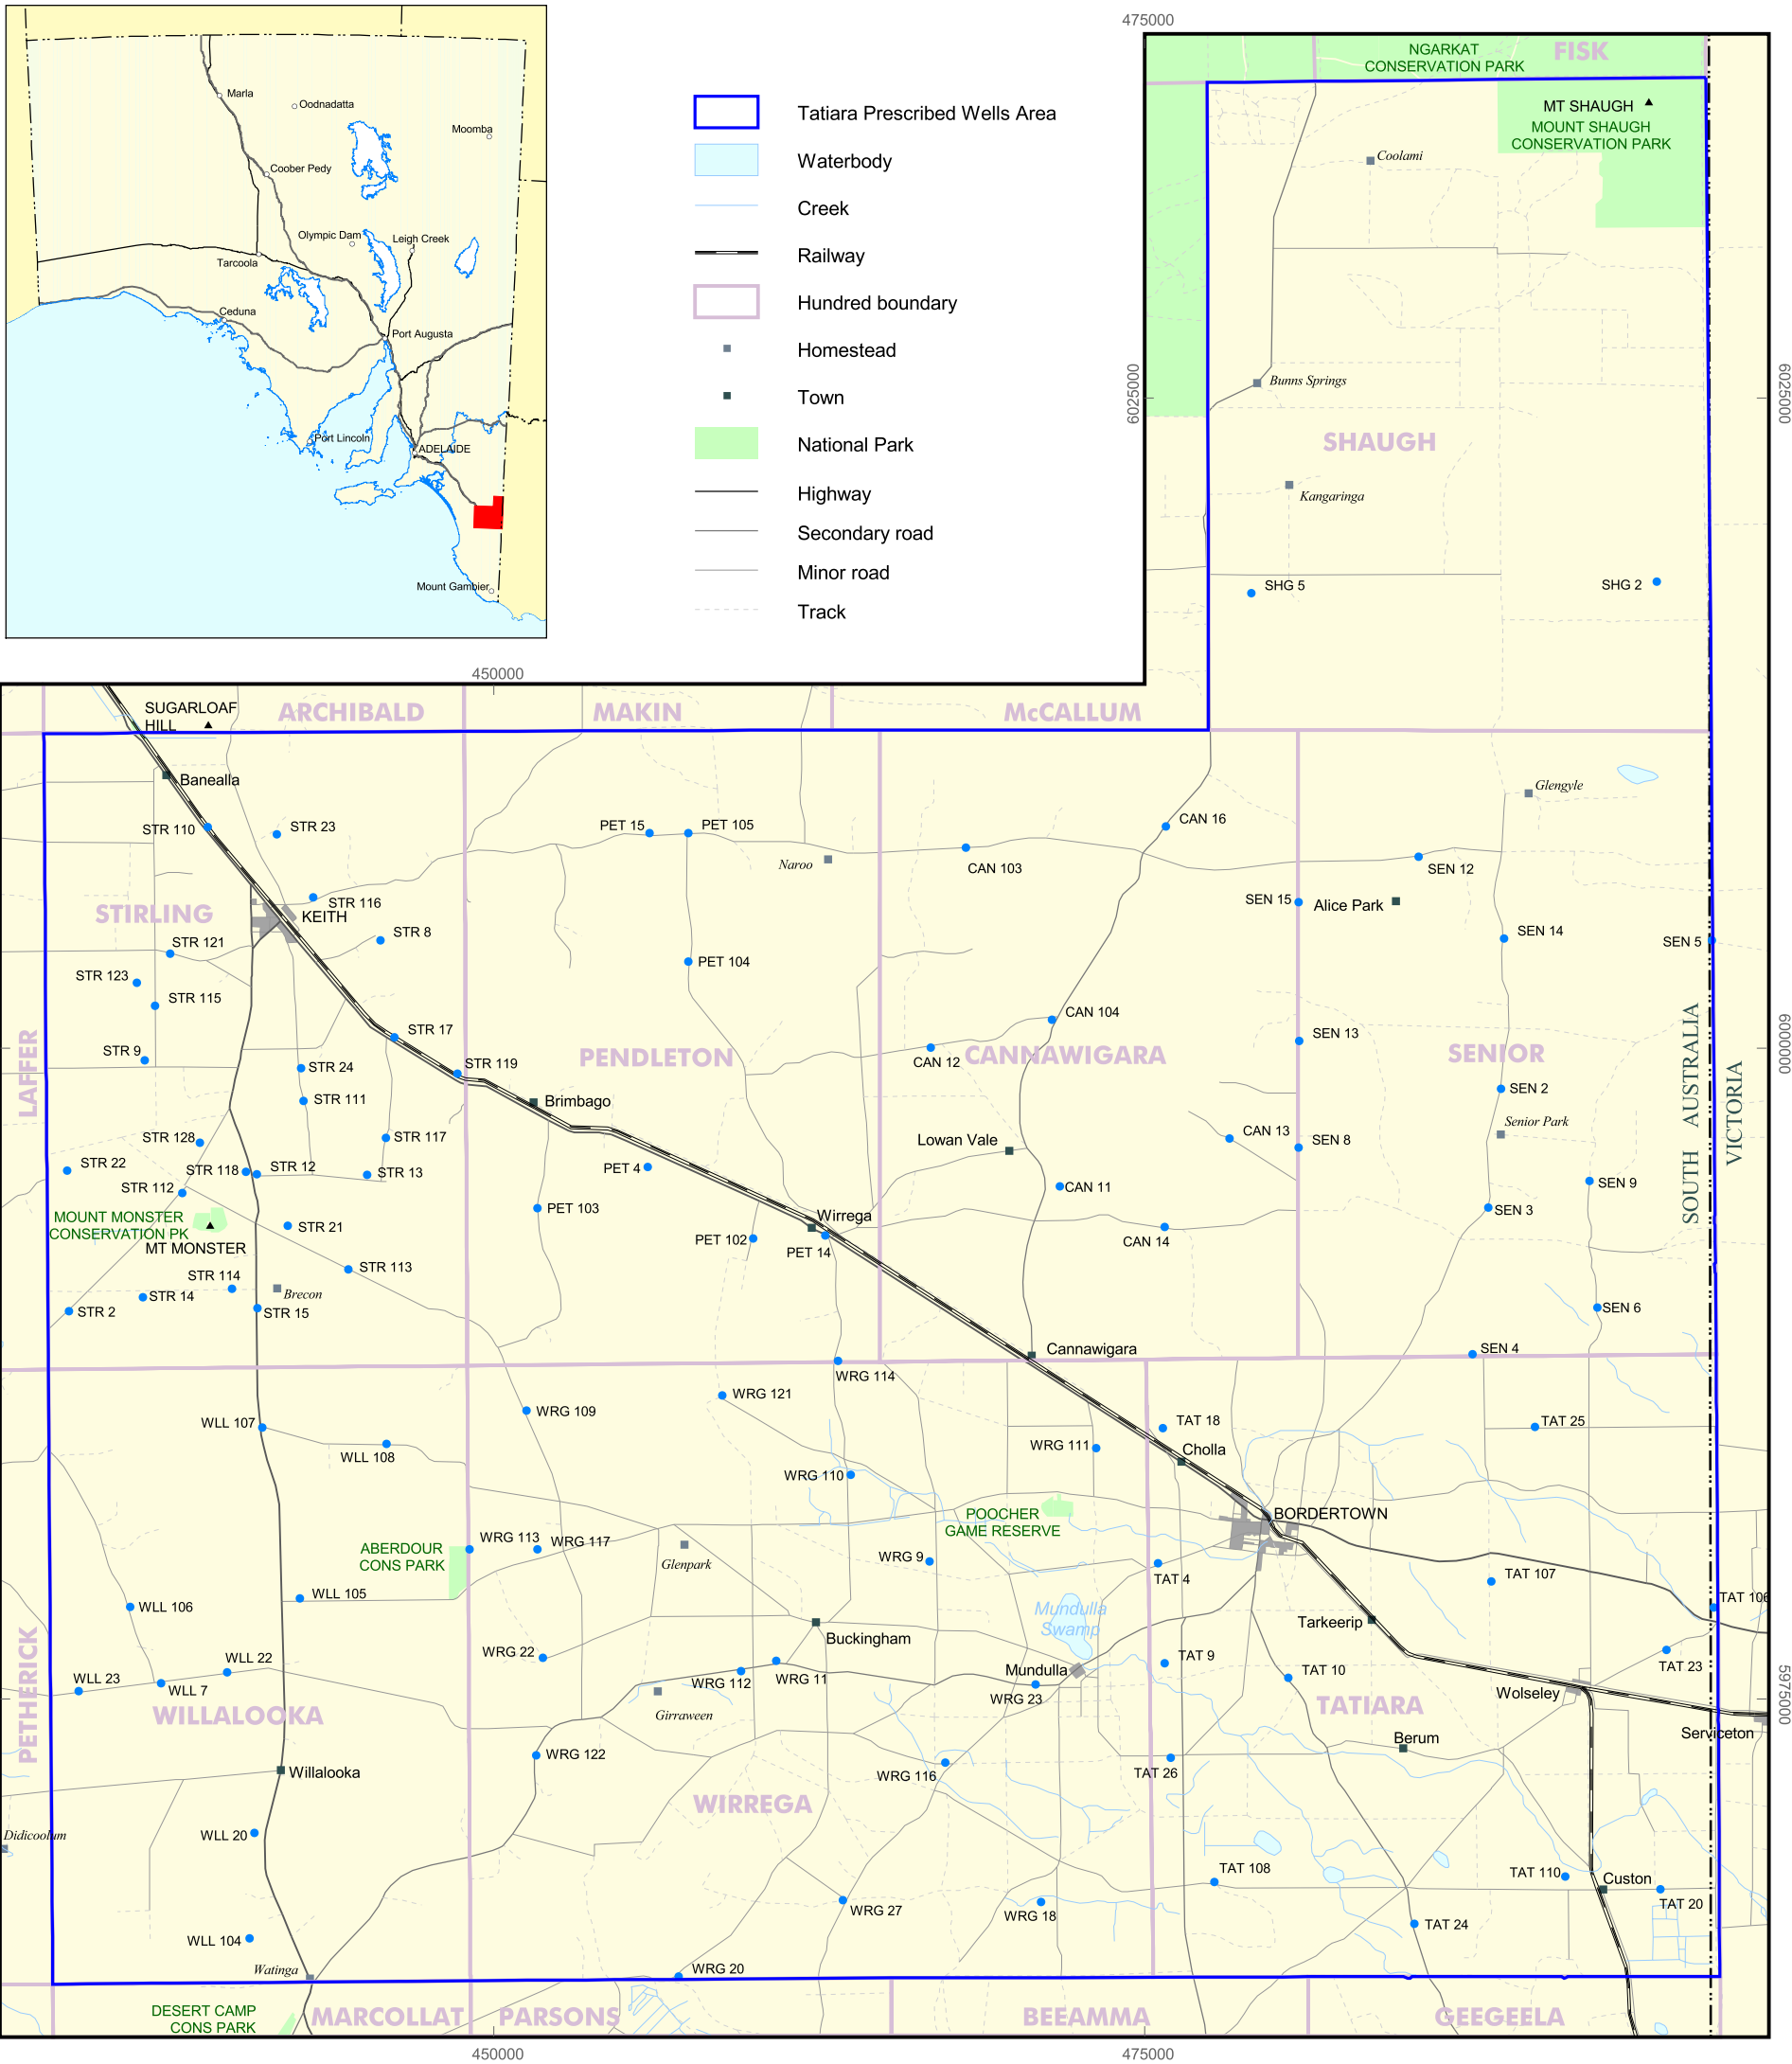 475000
Marla
Oodnadatta
Moomba
Coober Pedy
Olympic Dam
Leigh Creek
Tarcoola
Ceduna
Port Augusta
Port Lincoln
ADELAIDE
Mount Gambier
Tatiara Prescribed Wells Area
Waterbody
Creek
Railway
Hundred boundary
Homestead
Town
National Park
Highway
Secondary road
Minor road
Track
NGARKAT
CONSERVATION PARK
FISK
MT SHAUGH
MOUNT SHAUGH
CONSERVATION PARK
Coolami
Bunns Springs
6025000
6025000
SHAUGH
Kangaringa
SHG 5
SHG 2
450000
SUGARLOAF
HILL
ARCHIBALD
MAKIN
McCALLUM
Banealla
Glengyle
STR 110
STR 23
PET 15
PET 105
CAN 16
Naroo
CAN 103
SEN 12
STR 116
SEN 15
Alice Park
STIRLING
KEITH
STR 8
SEN 14
SEN 5
STR 121
PET 104
STR 123
STR 115
CAN 104
STR 17
SEN 13
STR 9
STR 119
PENDLETON
CAN 12
CANNAWIGARA
SENIOR
6000000
LAFFER
STR 24
SEN 2
STR 111
Brimbago
SOUTH AUSTRALIA
VICTORIA
STR 128
STR 117
Lowan Vale
CAN 13
SEN 8
Senior Park
STR 22
STR 118
STR 12
STR 13
PET 4
STR 112
CAN 11
SEN 9
MOUNT MONSTER
CONSERVATION PK
MT MONSTER
STR 21
PET 103
Wirrega
SEN 3
PET 102
PET 14
CAN 14
STR 113
STR 114
STR 14
Brecon
STR 2
STR 15
SEN 6
Cannawigara
SEN 4
WRG 114
WRG 121
WRG 109
WLL 107
TAT 18
TAT 25
WLL 108
WRG 111
Cholla
WRG 110
POOCHER
GAME RESERVE
BORDERTOWN
ABERDOUR
CONS PARK
WRG 113
WRG 117
Glenpark
WRG 9
TAT 4
TAT 107
WLL 105
WLL 106
Mundulla
Swamp
TAT 106
Tarkeerip
Buckingham
PETHERICK
WLL 22
WRG 22
TAT 9
TAT 23
WLL 23
WLL 7
WRG 112
WRG 11
Mundulla
WRG 23
TAT 10
Wolseley
5975000
WILLALOOKA
Girraween
TATIARA
Serviceton
Berum
WRG 122
WRG 116
TAT 26
Willalooka
WIRREGA
Didicoolum
WLL 20
TAT 108
TAT 110
Custon
WRG 27
WRG 18
TAT 20
TAT 24
WLL 104
Watinga
WRG 20
DESERT CAMP
CONS PARK
MARCOLLAT
PARSONS
BEEAMMA
GEEGEELA
450000
475000